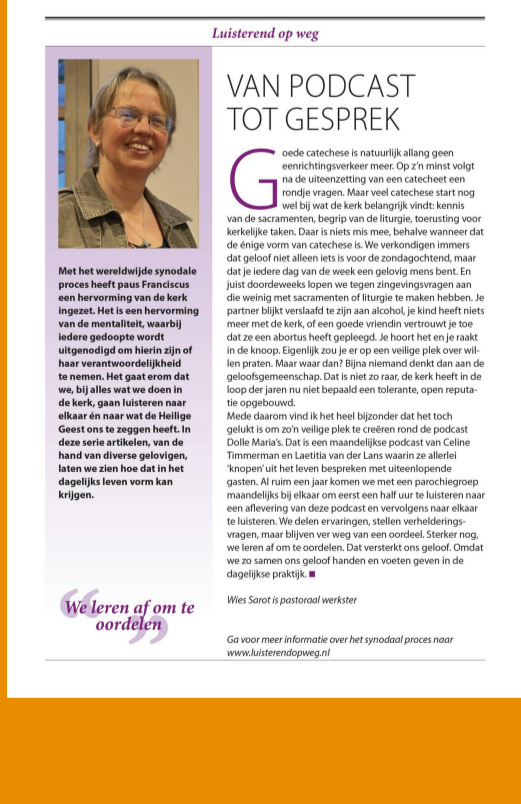 Luisterend op weg
Met het wereldwijde synodale
proces heeft paus Franciscus
een hervorming van de kerk
ingezet. Het is een hervorming
van de mentaliteit, waarbij
iedere gedoopte wordt
uitgenodigd om hierin zijn of
haar verantwoordelijkheid
te nemen. Het gaat erom dat
we, bij alles wat we doen in
de kerk, gaan luisteren naar
elkaar én naar wat de Heilige
Geest ons te zeggen heeft. In
deze serie artikelen, van de
hand van diverse gelovigen,
laten we zien hoe dat in het
dagelijks leven vorm kan
krijgen.
“We leren af om te
oordelen”
VAN PODCAST
TOT GESPREK
Goede catechese is natuurlijk allang geen
eenrichtingsverkeer meer. Op z’n minst volgt
na de uiteenzetting van een catecheet een
rondje vragen. Maar veel catechese start nog
wel bij wat de kerk belangrijk vindt: kennis
van de sacramenten, begrip van de liturgie, toerusting voor
kerkelijke taken. Daar is niets mis mee, behalve wanneer dat
de énige vorm van catechese is. We verkondigen immers
dat geloof niet alleen iets is voor de zondagochtend, maar
dat je iedere dag van de week een gelovig mens bent. En
juist doordeweeks lopen we tegen zingevingsvragen aan
die weinig met sacramenten of liturgie te maken hebben. Je
partner blijkt verslaafd te zijn aan alcohol, je kind heeft niets
meer met de kerk, of een goede vriendin vertrouwt je toe
dat ze een abortus heeft gepleegd. Je hoort het en je raakt
in de knoop. Eigenlijk zou je er op een veilige plek over wil-
len praten. Maar waar dan? Bijna niemand denkt dan aan de
geloofsgemeenschap. Dat is niet zo raar, de kerk heeft in de
loop der jaren nu niet bepaald een tolerante, open reputa-
tie opgebouwd.
Mede daarom vind ik het heel bijzonder dat het toch
gelukt is om zo’n veilige plek te creëren rond de podcast
Dolle Maria’s. Dat is een maandelijkse podcast van Celine
Timmerman en Laetitia van der Lans waarin ze allerlei
‘knopen’ uit het leven bespreken met uiteenlopende
gasten. Al ruim een jaar komen we met een parochiegroep
maandelijks bij elkaar om eerst een half uur te luisteren naar
een aflevering van deze podcast en vervolgens naar elkaar
te luisteren. We delen ervaringen, stellen verhelderings-
vragen, maar blijven ver weg van een oordeel. Sterker nog,
we leren af om te oordelen. Dat versterkt ons geloof. Omdat
we zo samen ons geloof handen en voeten geven in de
dagelijkse praktijk. ■
Wies Sarot is pastoraal werkster
Ga voor meer informatie over het synodaal proces naar
www.luisterendopweg.nl